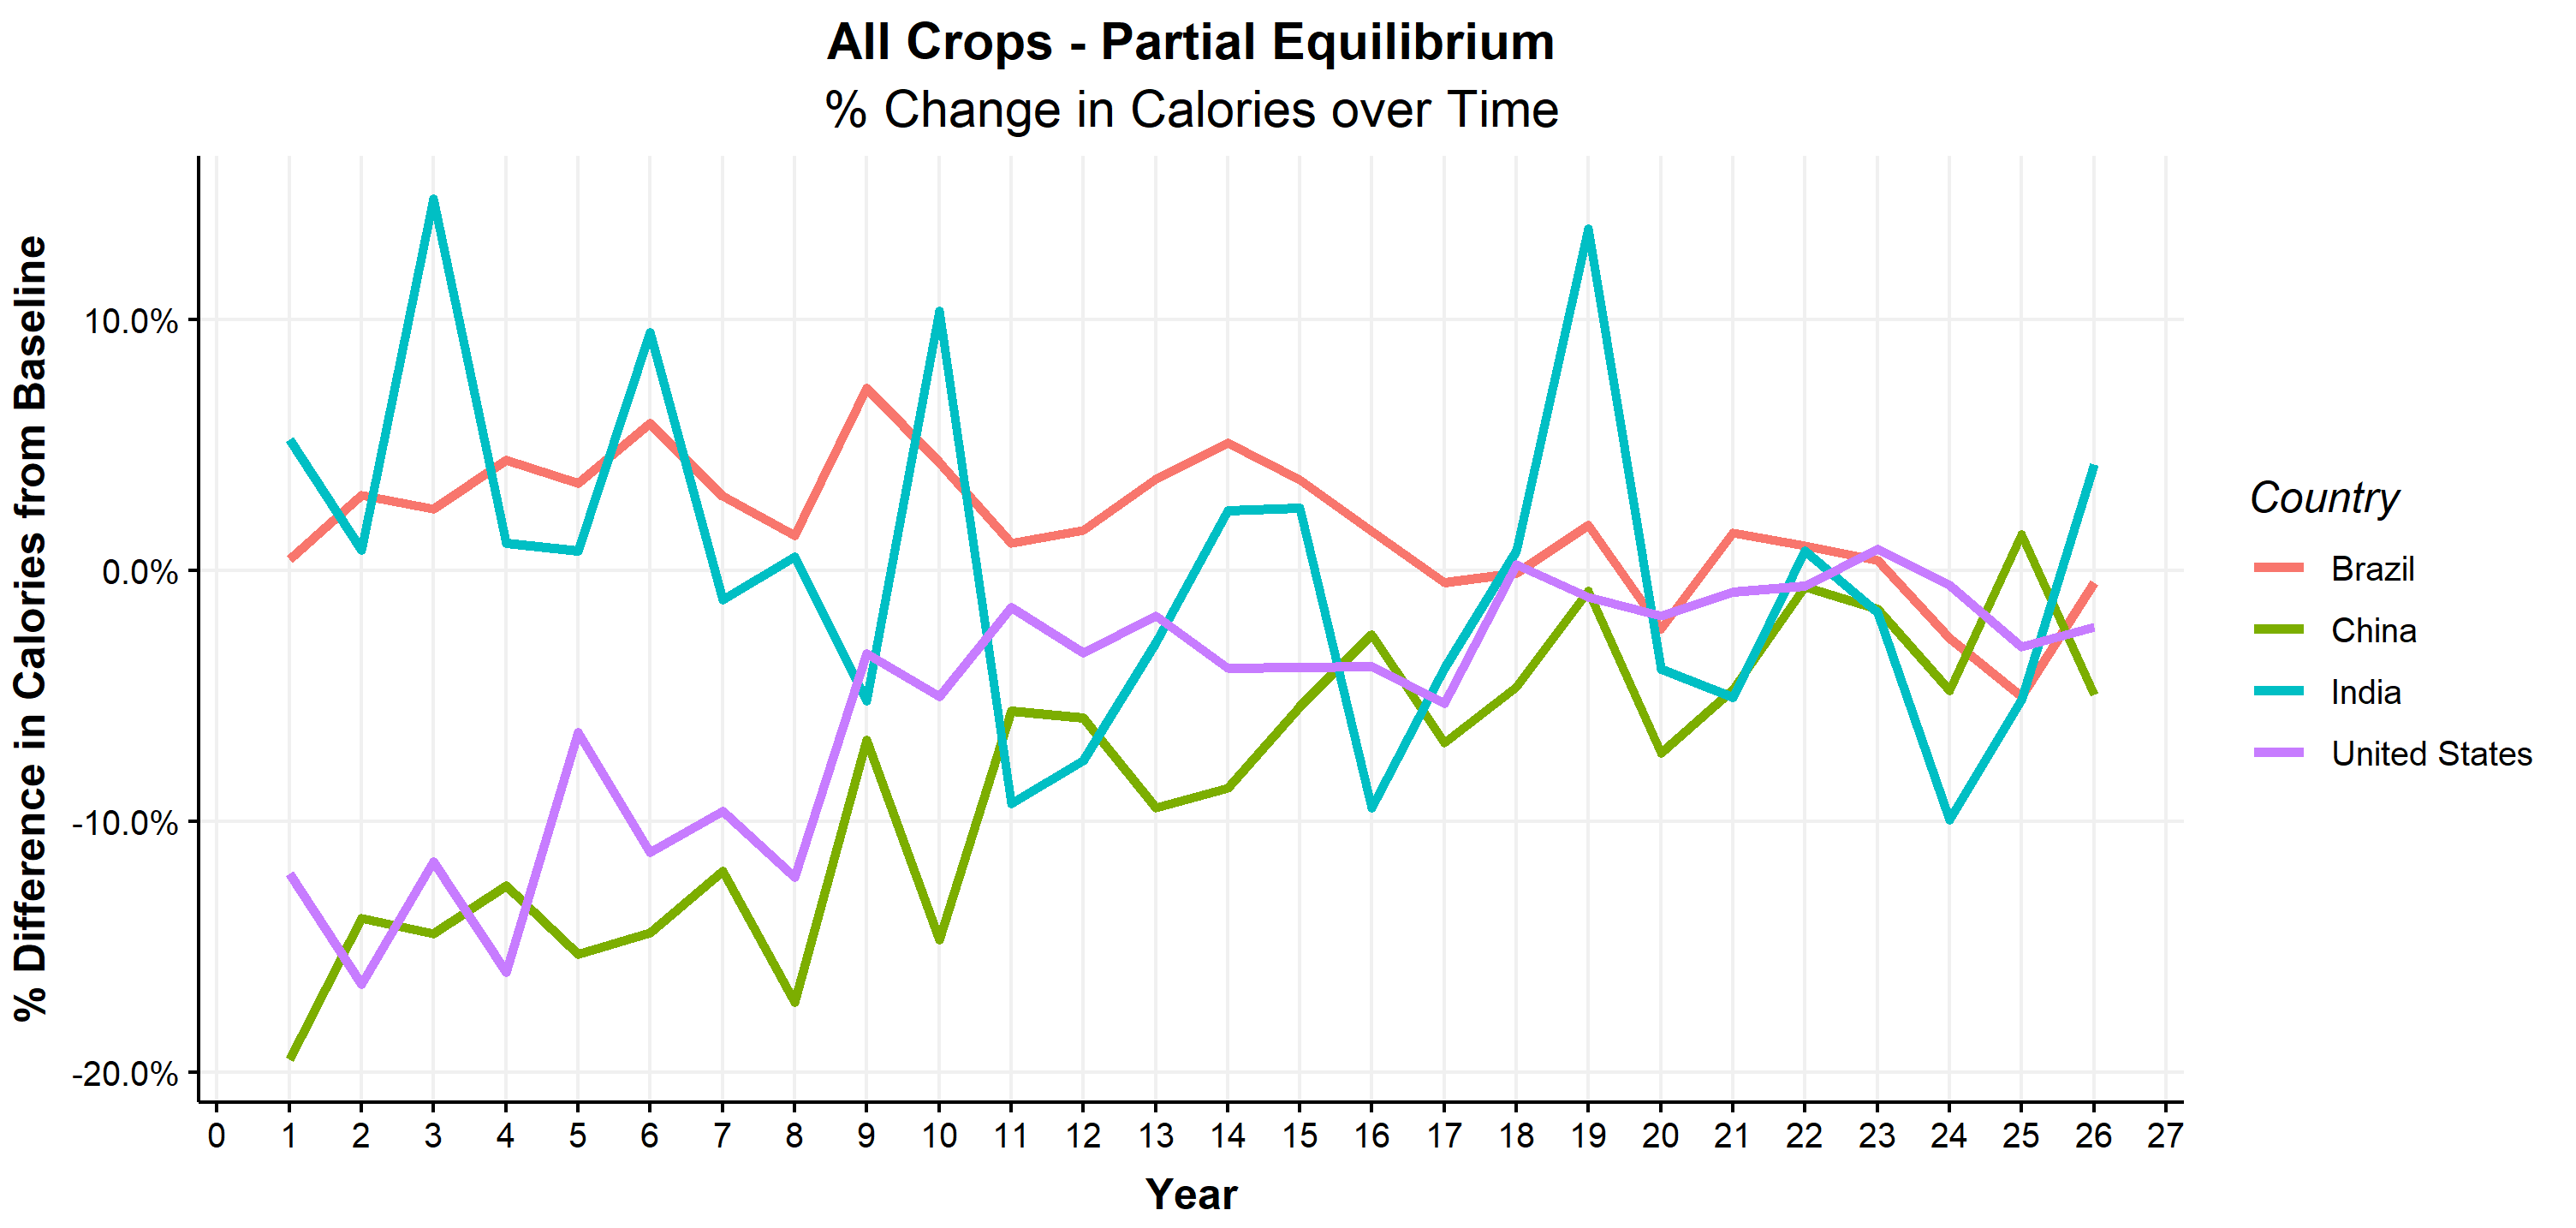 All Crops - Partial Equilibrium
% Change in Calories over Time
% Difference in Calories from Baseline
10.0%
0.0%
-10.0%
-20.0%
0 1 2 3 4 5 6 7 8 9 10 11 12 13 14 15 16 17 18 19 20 21 22 23 24 25 26 27
Year
Country
Brazil
China
India
United States